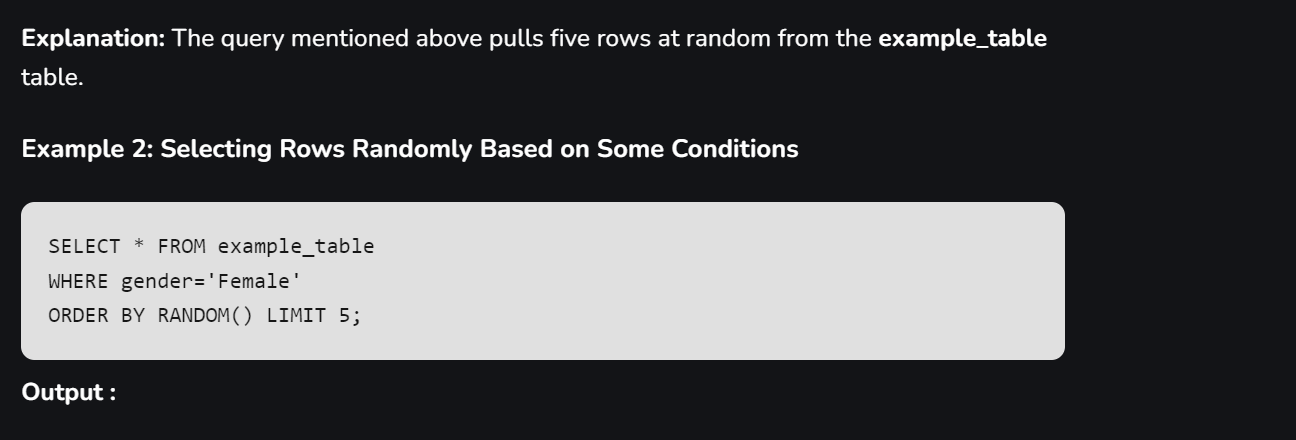 Explanation: The query mentioned above pulls five rows at random from the example_table
table.
Example 2: Selecting Rows Randomly Based on Some Conditions
SELECT * FROM example_table
WHERE gender='Female'
ORDER BY RANDOM() LIMIT 5;
Output :